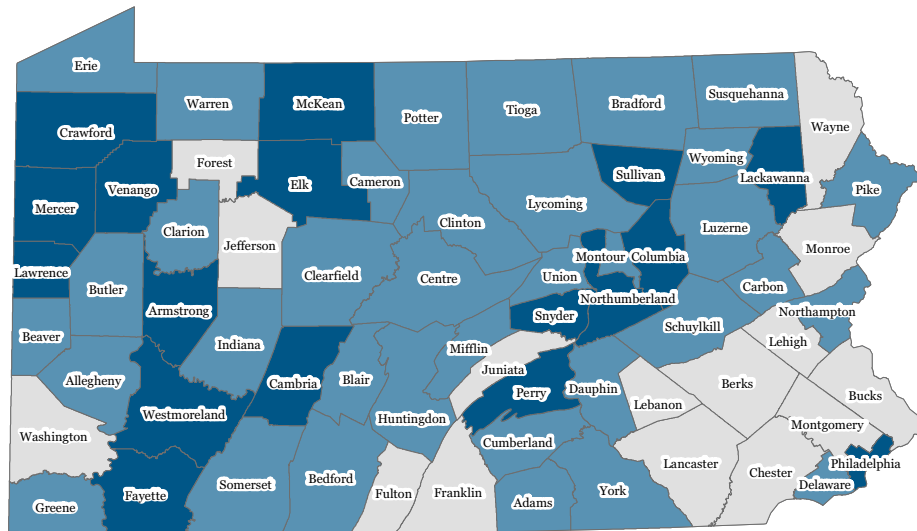 Erie
Warren
McKean
Potter
Tioga
Bradford
Susquehanna
Wayne
Crawford
Forest
Venango
Elk
Cameron
Sullivan
Wyoming
Lackawanna
Pike
Mercer
Clarion
Jefferson
Clinton
Lycoming
Luzerne
Monroe
Lawrence
Butler
Armstrong
Clearfield
Centre
Union
Montour
Columbia
Carbon
Northumberland
Northampton
Snyder
Schuylkill
Beaver
Indiana
Mifflin
Lehigh
Allegheny
Cambria
Blair
Juniata
Perry
Dauphin
Berks
Bucks
Westmoreland
Huntingdon
Lebanon
Montgomery
Washington
Cumberland
Lancaster
Chester
Philadelphia
Greene
Fayette
Somerset
Bedford
Fulton
Franklin
Adams
York
Delaware